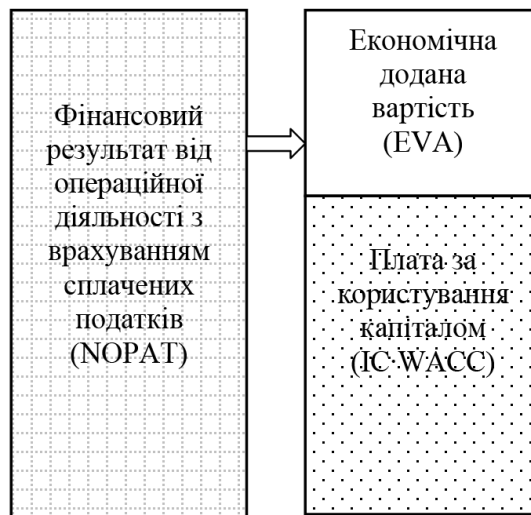 Фінансовий
результат від
операційної
діяльності з
врахуванням
сплачених
податків
(NOPAT)
Економічна
додана
вартість
(EVA)
Плата за
користування
капіталом
(IC·WACC)